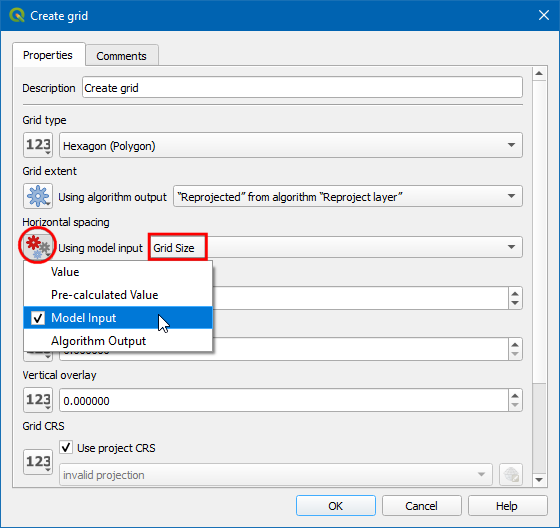 Create grid
Properties Comments
Description Create grid
Grid type
123 Hexagon (Polygon)
Grid extent
Using algorithm output "Reprojected" from algorithm "Reproject layer"
Horizontal spacing
Using model input Grid Size
Value
Pre-calculated Value
Model Input
Algorithm Output
Vertical overlay
123 0.000000
Grid CRS
123 Use project CRS
invalid projection
OK Cancel Help